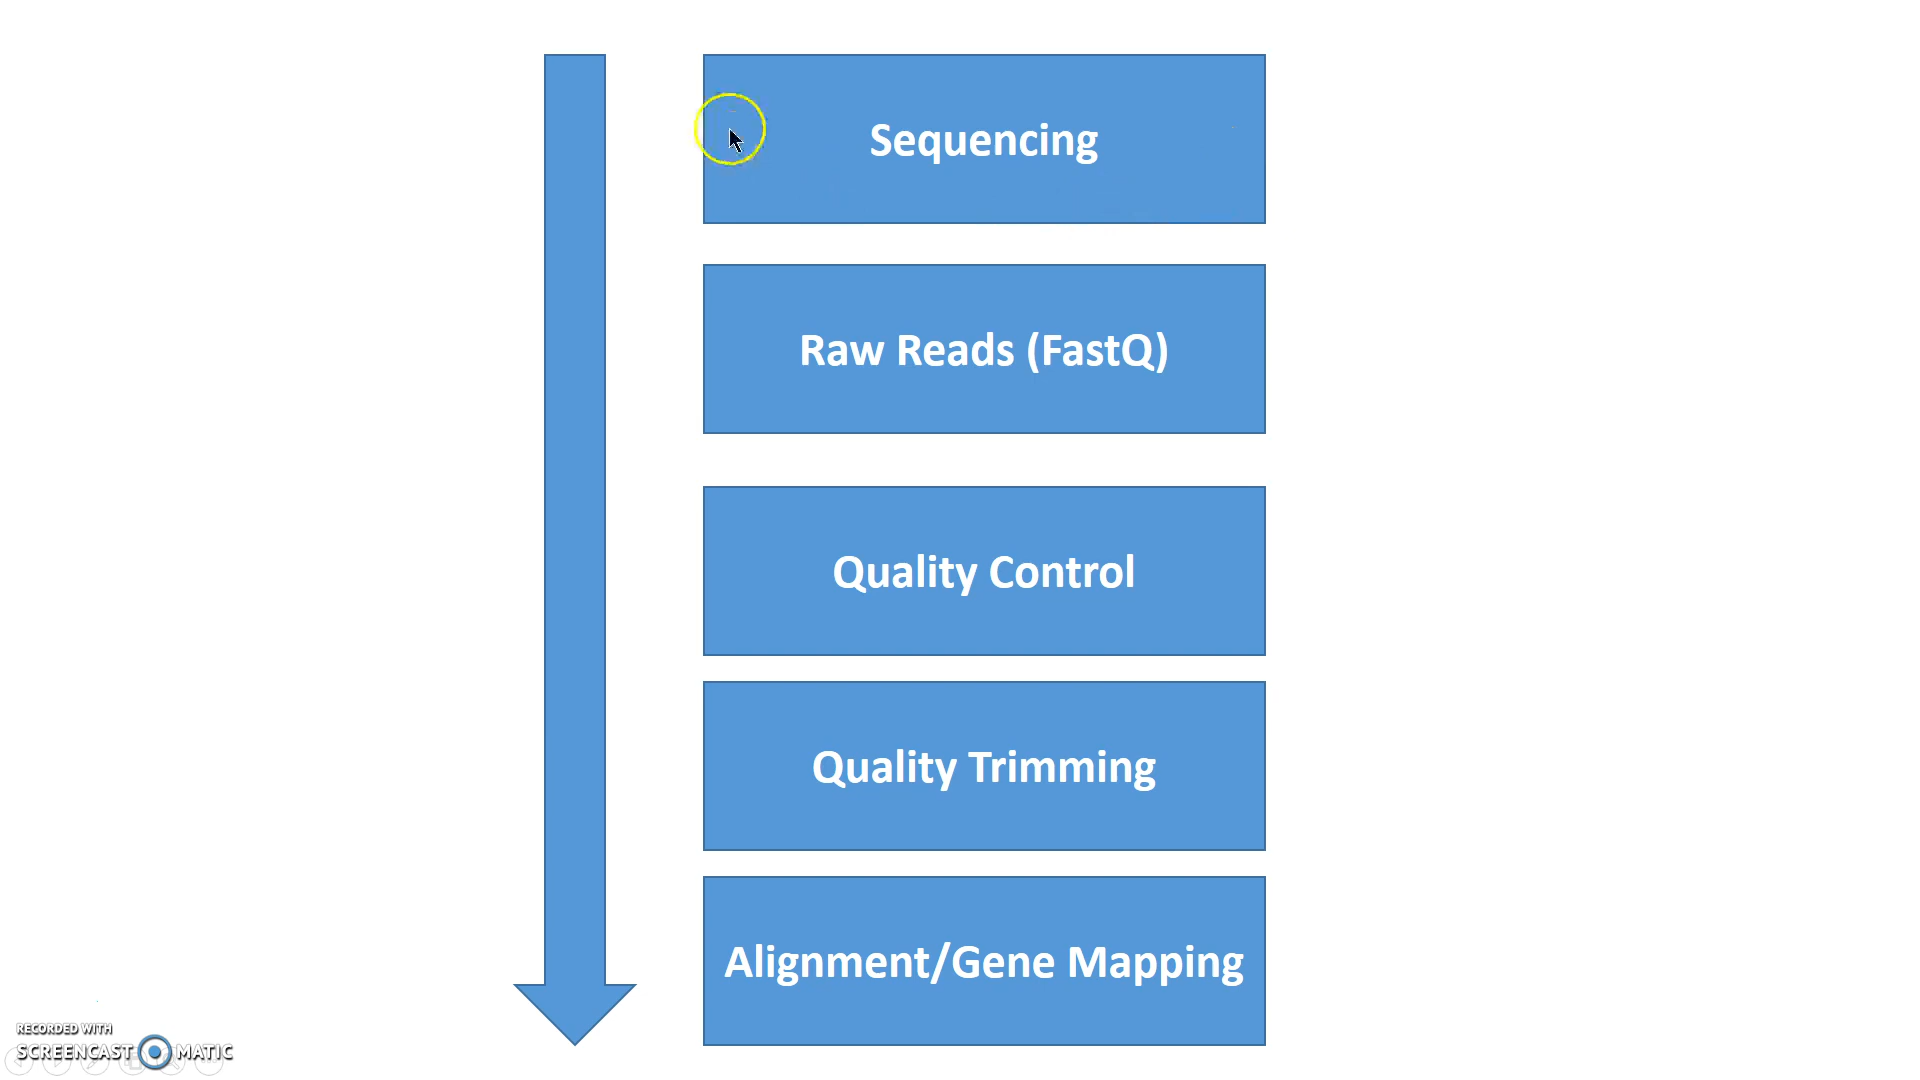 Sequencing
Raw Reads (FastQ)
Quality Control
Quality Trimming
Alignment/Gene Mapping
RECORDED WITH
SCREENCAST MATIC